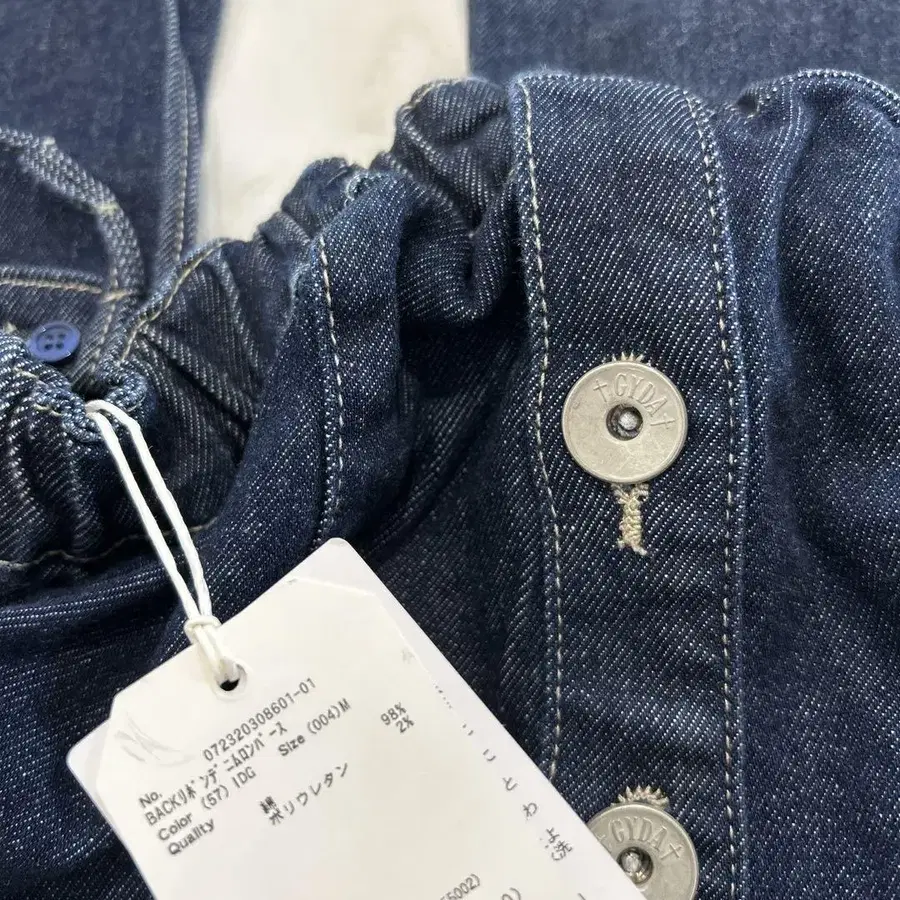 †GYDA†
No. 072320308601-01
BACKﾘﾎﾞﾝﾃﾞﾆﾑﾛﾝﾊﾟｰｽ
Color (57)IDG Size (004)M
Quality 綿 98%
ポリウレタン 2%
GYDA†